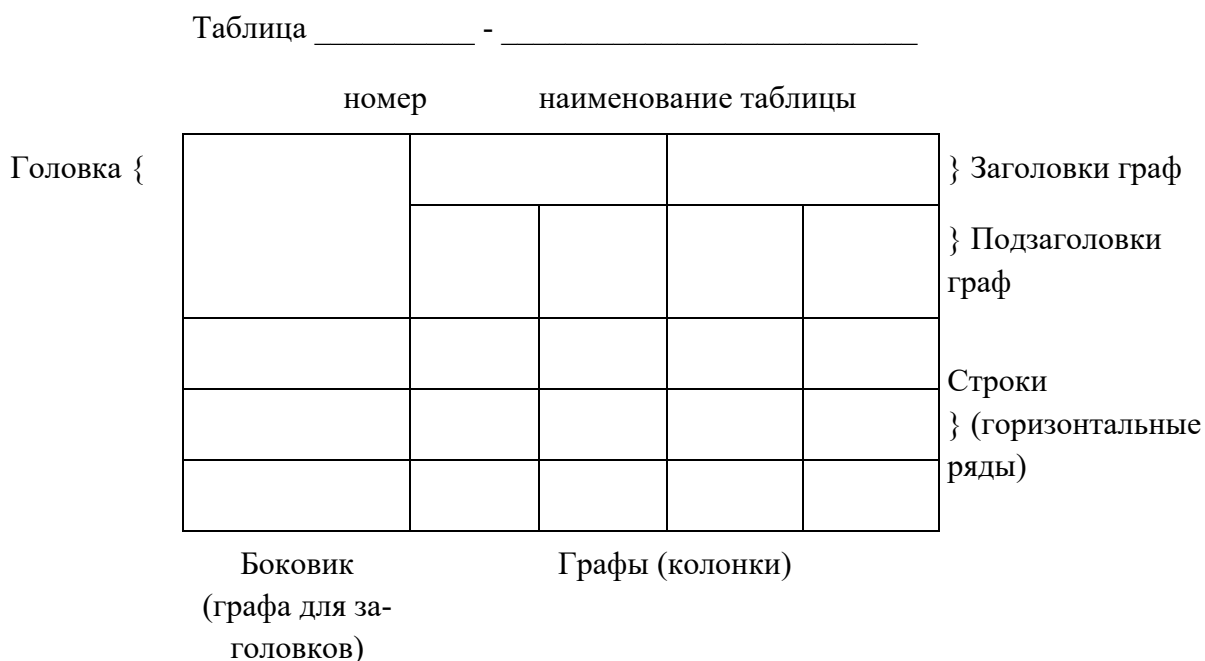 Таблица __________ - __________________________
номер наименование таблицы
Головка {
} Заголовки граф
} Подзаголовки
граф
Строки
} (горизонтальные
ряды)
Боковик
(графа для за-
головков)
Графы (колонки)